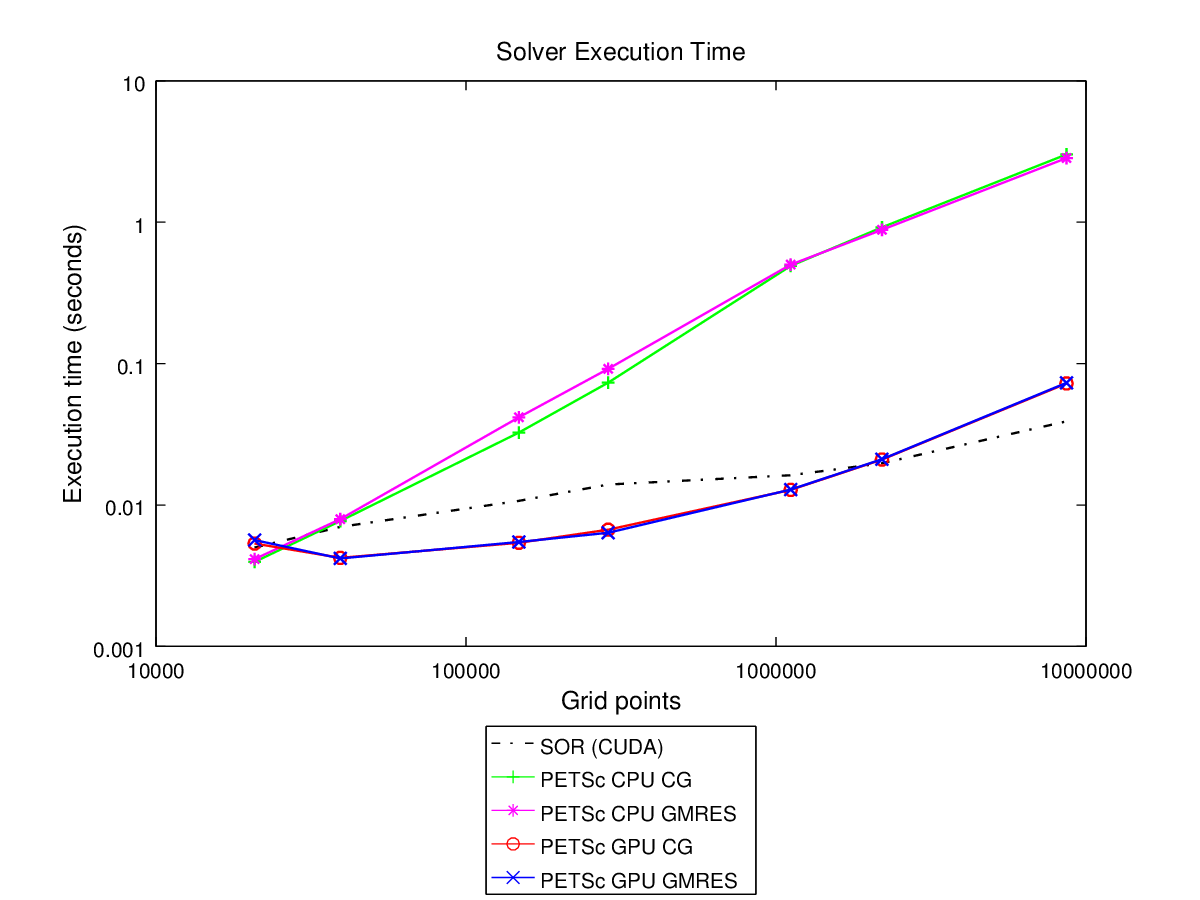 Solver Execution Time
10
1
0.1
0.01
0.001
Execution time (seconds)
10000 100000 1000000 10000000
Grid points
SOR (CUDA)
PETSc CPU CG
PETSc CPU GMRES
PETSc GPU CG
PETSc GPU GMRES